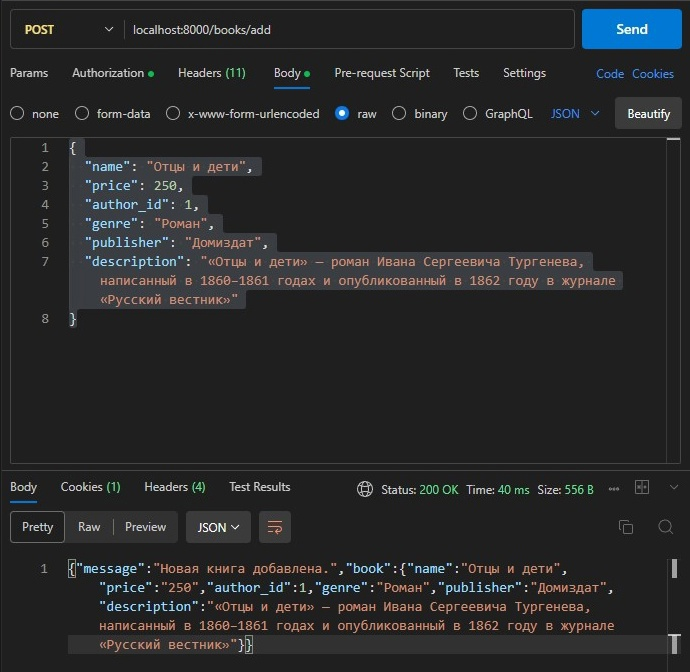 POST localhost:8000/books/add Send
Params Authorization Headers (11) Body Pre-request Script Tests Settings Code Cookies
none form-data x-www-form-urlencoded raw binary GraphQL JSON Beautify
1 {
2 "name": "Отцы и дети",
3 "price": 250,
4 "author_id": 1,
5 "genre": "Роман",
6 "publisher": "Домиздат",
7 "description": "«Отцы и дети» — роман Ивана Сергеевича Тургенева,
написанный в 1860–1861 годах и опубликованный в 1862 году в журнале
«Русский вестник»"
8 }
Body Cookies (1) Headers (4) Test Results Status: 200 OK Time: 40 ms Size: 556 B
Pretty Raw Preview JSON
1 {"message":"Новая книга добавлена.","book":{"name":"Отцы и дети",
"price":"250","author_id":1,"genre":"Роман","publisher":"Домиздат",
"description":"«Отцы и дети» — роман Ивана Сергеевича Тургенева,
написанный в 1860–1861 годах и опубликованный в 1862 году в журнале
«Русский вестник»"}}